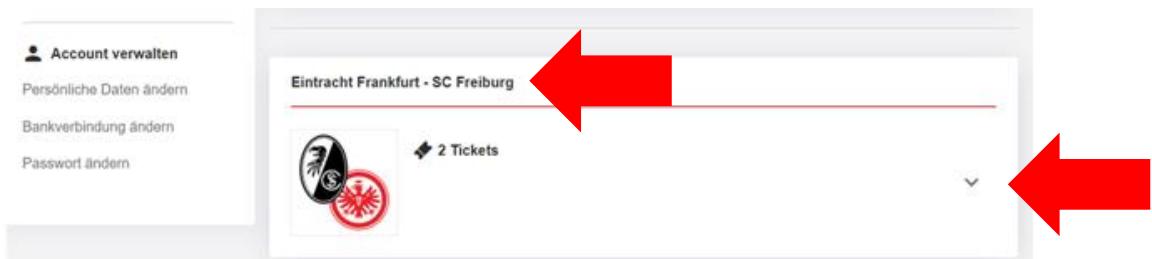 Account verwalten
Persönliche Daten ändern
Bankverbindung ändern
Passwort ändern
Eintracht Frankfurt - SC Freiburg
2 Tickets